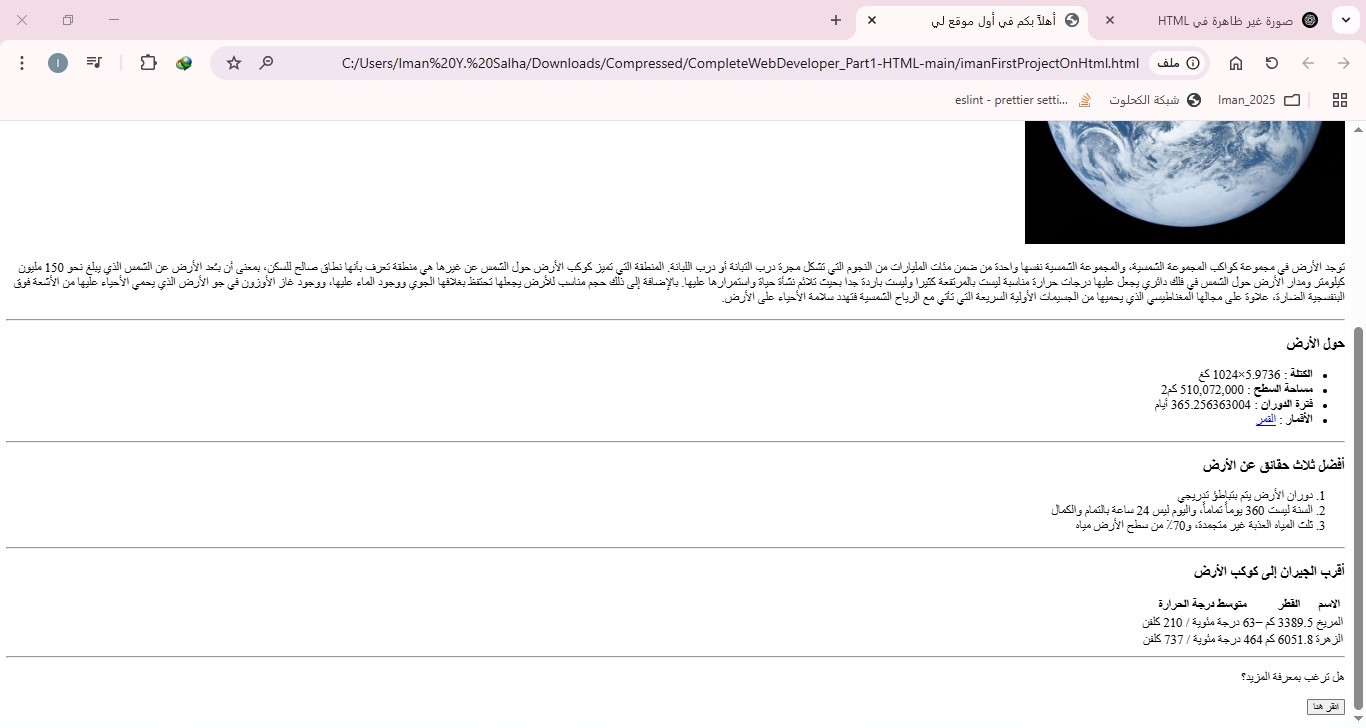 صورة غير ظاهرة في HTML
أهلاً بكم في أول موقع لي
ملف
C:/Users/Iman%20Y.%20Salha/Downloads/Compressed/CompleteWebDeveloper_Part1-HTML-main/imanFirstProjectOnHtml.html
I
Iman_2025
شبكة الكحلوت
eslint - prettier setti...
توجد الأرض في مجموعة كواكب المجموعة الشمسية، والمجموعة الشمسية نفسها واحدة من ضمن مئات المليارات من النجوم التي تشكل مجرة درب التبانة أو درب اللبانة. المنطقة التي تميز كوكب الأرض حول الشمس عن غيرها هي منطقة تعرف بأنها نطاق صالح للسكن، بمعنى أن بُعد الأرض عن الشمس الذي يبلغ نحو 150 مليون
كيلومتر ومدار الأرض حول الشمس في فلك دائري يجعل عليها درجات حرارة مناسبة ليست بالمرتفعة كثيرا وليست باردة جدا بحيث تلائم نشأة حياة واستمرارها عليها. بالإضافة إلى ذلك حجم مناسب للأرض يجعلها تحتفظ بغلافها الجوي ووجود الماء عليها، ووجود غاز الأوزون في جو الأرض الذي يحمي الأحياء عليها من الأشعة فوق
البنفسجية الضارة، علاوة على مجالها المغناطيسي الذي يحميها من الجسيمات الأولية السريعة التي تأتي مع الرياح الشمسية فتهدد سلامة الأحياء على الأرض.
حول الأرض
• الكتلة : 5.9736×1024 كغ
• مساحة السطح : 510,072,000 كم2
• فترة الدوران : 365.256363004 أيام
• الأقمار : القمر
أفضل ثلاث حقائق عن الأرض
1. دوران الأرض يتم بتباطؤ تدريجي
2. السنة ليست 360 يوماً تماماً، واليوم ليس 24 ساعة بالتمام والكمال
3. ثلث المياه العذبة غير متجمدة، و70٪ من سطح الأرض مياه
أقرب الجيران إلى كوكب الأرض
الاسم القطر متوسط درجة الحرارة
المريخ 3389.5 كم −63 درجة مئوية / 210 كلفن
الزهرة 6051.8 كم 464 درجة مئوية / 737 كلفن
هل ترغب بمعرفة المزيد؟
انقر هنا